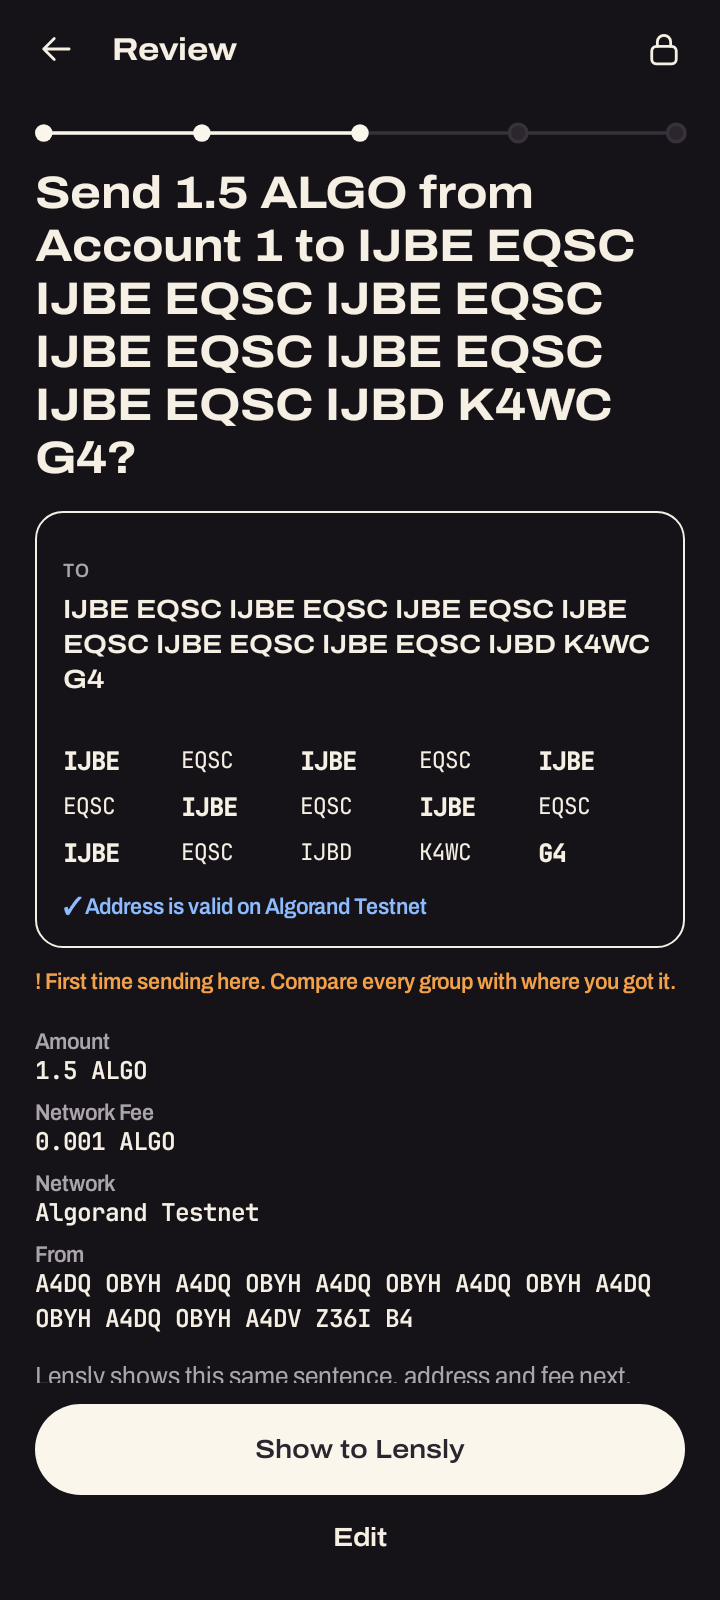 Review
Send 1.5 ALGO from
Account 1 to IJBE EQSC
IJBE EQSC IJBE EQSC
IJBE EQSC IJBE EQSC
IJBE EQSC IJBD K4WC
G4?
TO
IJBE EQSC IJBE EQSC IJBE EQSC IJBE
EQSC IJBE EQSC IJBE EQSC IJBD K4WC
G4
IJBE EQSC IJBE EQSC IJBE
EQSC IJBE EQSC IJBE EQSC
IJBE EQSC IJBD K4WC G4
✓ Address is valid on Algorand Testnet
! First time sending here. Compare every group with where you got it.
Amount
1.5 ALGO
Network Fee
0.001 ALGO
Network
Algorand Testnet
From
A4DQ OBYH A4DQ OBYH A4DQ OBYH A4DQ OBYH A4DQ
OBYH A4DQ OBYH A4DV Z36I B4
Lensly shows this same sentence, address and fee next.
Show to Lensly
Edit